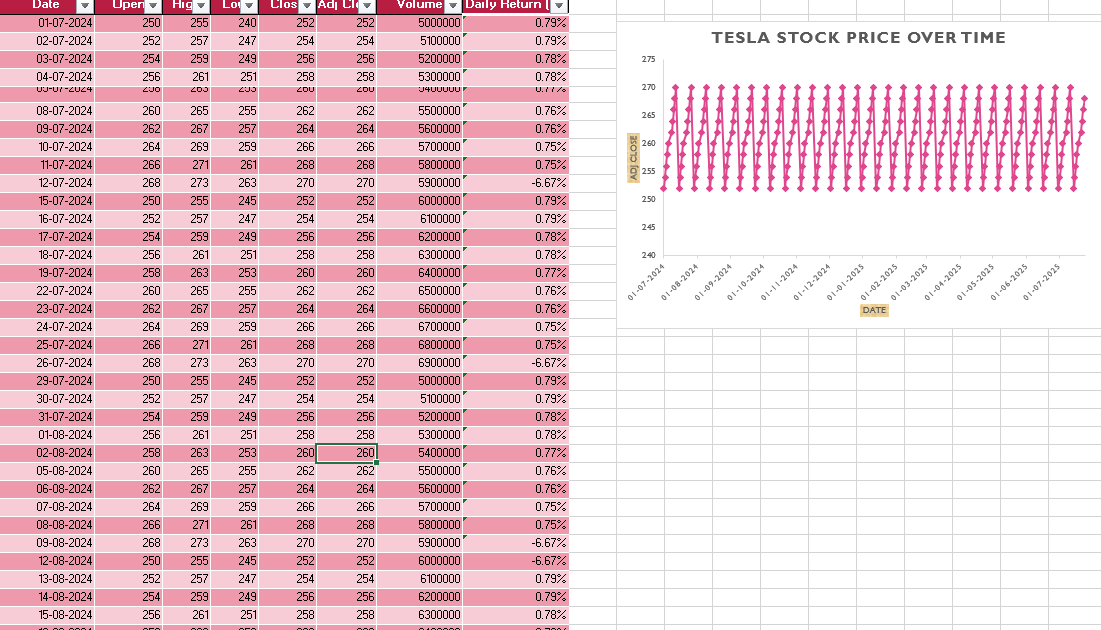 Date Open Hig Lo Clos Adj Cl Volume Daily Return [
01-07-2024 250 255 240 252 252 5000000 0.79%
02-07-2024 252 257 247 254 254 5100000 0.79%
03-07-2024 254 259 249 256 256 5200000 0.78%
04-07-2024 256 261 251 258 258 5300000 0.78%
05-07-2024 258 263 253 260 260 5400000 0.77%
08-07-2024 260 265 255 262 262 5500000 0.76%
09-07-2024 262 267 257 264 264 5600000 0.76%
10-07-2024 264 269 259 266 266 5700000 0.75%
11-07-2024 266 271 261 268 268 5800000 0.75%
12-07-2024 268 273 263 270 270 5900000 -6.67%
15-07-2024 250 255 245 252 252 6000000 0.79%
16-07-2024 252 257 247 254 254 6100000 0.79%
17-07-2024 254 259 249 256 256 6200000 0.78%
18-07-2024 256 261 251 258 258 6300000 0.78%
19-07-2024 258 263 253 260 260 6400000 0.77%
22-07-2024 260 265 255 262 262 6500000 0.76%
23-07-2024 262 267 257 264 264 6600000 0.76%
24-07-2024 264 269 259 266 266 6700000 0.75%
25-07-2024 266 271 261 268 268 6800000 0.75%
26-07-2024 268 273 263 270 270 6900000 -6.67%
29-07-2024 250 255 245 252 252 5000000 0.79%
30-07-2024 252 257 247 254 254 5100000 0.79%
31-07-2024 254 259 249 256 256 5200000 0.78%
01-08-2024 256 261 251 258 258 5300000 0.78%
02-08-2024 258 263 253 260 260 5400000 0.77%
05-08-2024 260 265 255 262 262 5500000 0.76%
06-08-2024 262 267 257 264 264 5600000 0.76%
07-08-2024 264 269 259 266 266 5700000 0.75%
08-08-2024 266 271 261 268 268 5800000 0.75%
09-08-2024 268 273 263 270 270 5900000 -6.67%
12-08-2024 250 255 245 252 252 6000000 -6.67%
13-08-2024 252 257 247 254 254 6100000 0.79%
14-08-2024 254 259 249 256 256 6200000 0.79%
15-08-2024 256 261 251 258 258 6300000 0.78%
TESLA STOCK PRICE OVER TIME
ADJ CLOSE
275
270
265
260
255
250
245
240
01-07-2024 01-08-2024 01-09-2024 01-10-2024 01-11-2024 01-12-2024 01-01-2025 01-02-2025 01-03-2025 01-04-2025 01-05-2025 01-06-2025 01-07-2025
DATE